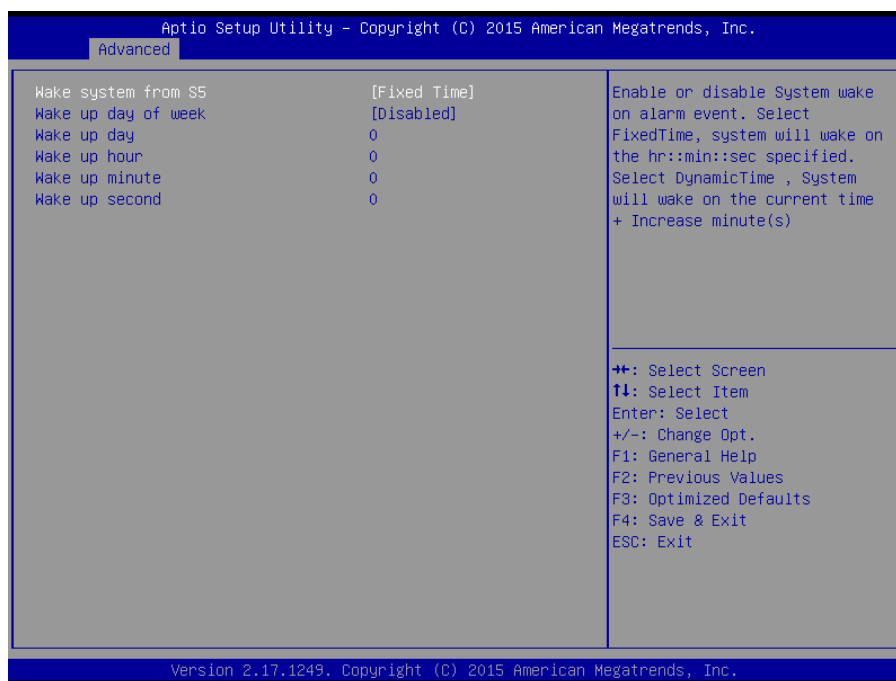 Aptio Setup Utility – Copyright (C) 2015 American Megatrends, Inc.
Advanced
Wake system from S5 [Fixed Time]
Wake up day of week [Disabled]
Wake up day 0
Wake up hour 0
Wake up minute 0
Wake up second 0
Enable or disable System wake
on alarm event. Select
FixedTime, system will wake on
the hr::min::sec specified.
Select DynamicTime , System
will wake on the current time
+ Increase minute(s)
→←: Select Screen
↑↓: Select Item
Enter: Select
+/-: Change Opt.
F1: General Help
F2: Previous Values
F3: Optimized Defaults
F4: Save & Exit
ESC: Exit
Version 2.17.1249. Copyright (C) 2015 American Megatrends, Inc.